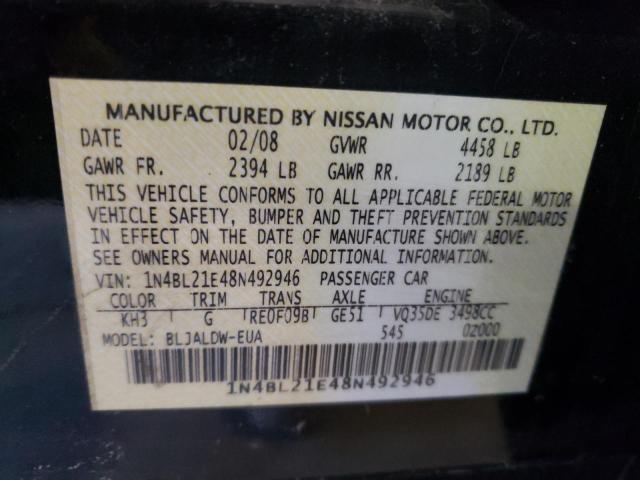 MANUFACTURED BY NISSAN MOTOR CO., LTD.
DATE 02/08 GVWR 4458 LB
GAWR FR. 2394 LB GAWR RR. 2189 LB
THIS VEHICLE CONFORMS TO ALL APPLICABLE FEDERAL MOTOR
VEHICLE SAFETY, BUMPER AND THEFT PREVENTION STANDARDS
IN EFFECT ON THE DATE OF MANUFACTURE SHOWN ABOVE.
SEE OWNERS MANUAL FOR ADDITIONAL INFORMATION.
VIN: 1N4BL21E48N492946 PASSENGER CAR
COLOR TRIM TRANS AXLE ENGINE
KH3 G RE0F09B GE51 VQ35DE 3498CC
MODEL: BLJALDW-EUA 545 02000
1N4BL21E48N492946